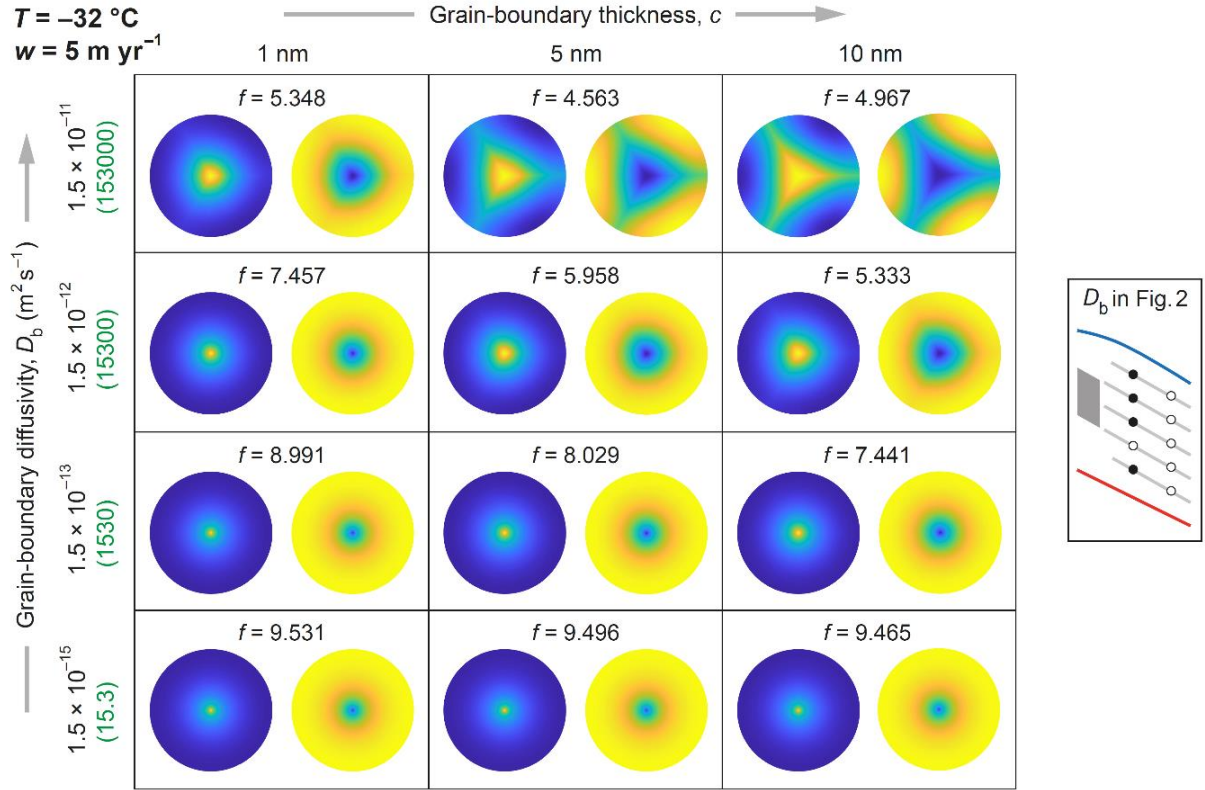 T = –32 °C
w = 5 m yr⁻¹
Grain-boundary thickness, c
1 nm 5 nm 10 nm
Grain-boundary diffusivity, D_b (m² s⁻¹)
1.5 × 10⁻¹¹
(153000)
f = 5.348 f = 4.563 f = 4.967
1.5 × 10⁻¹²
(15300)
f = 7.457 f = 5.958 f = 5.333
1.5 × 10⁻¹³
(1530)
f = 8.991 f = 8.029 f = 7.441
1.5 × 10⁻¹⁵
(15.3)
f = 9.531 f = 9.496 f = 9.465
D_b in Fig. 2